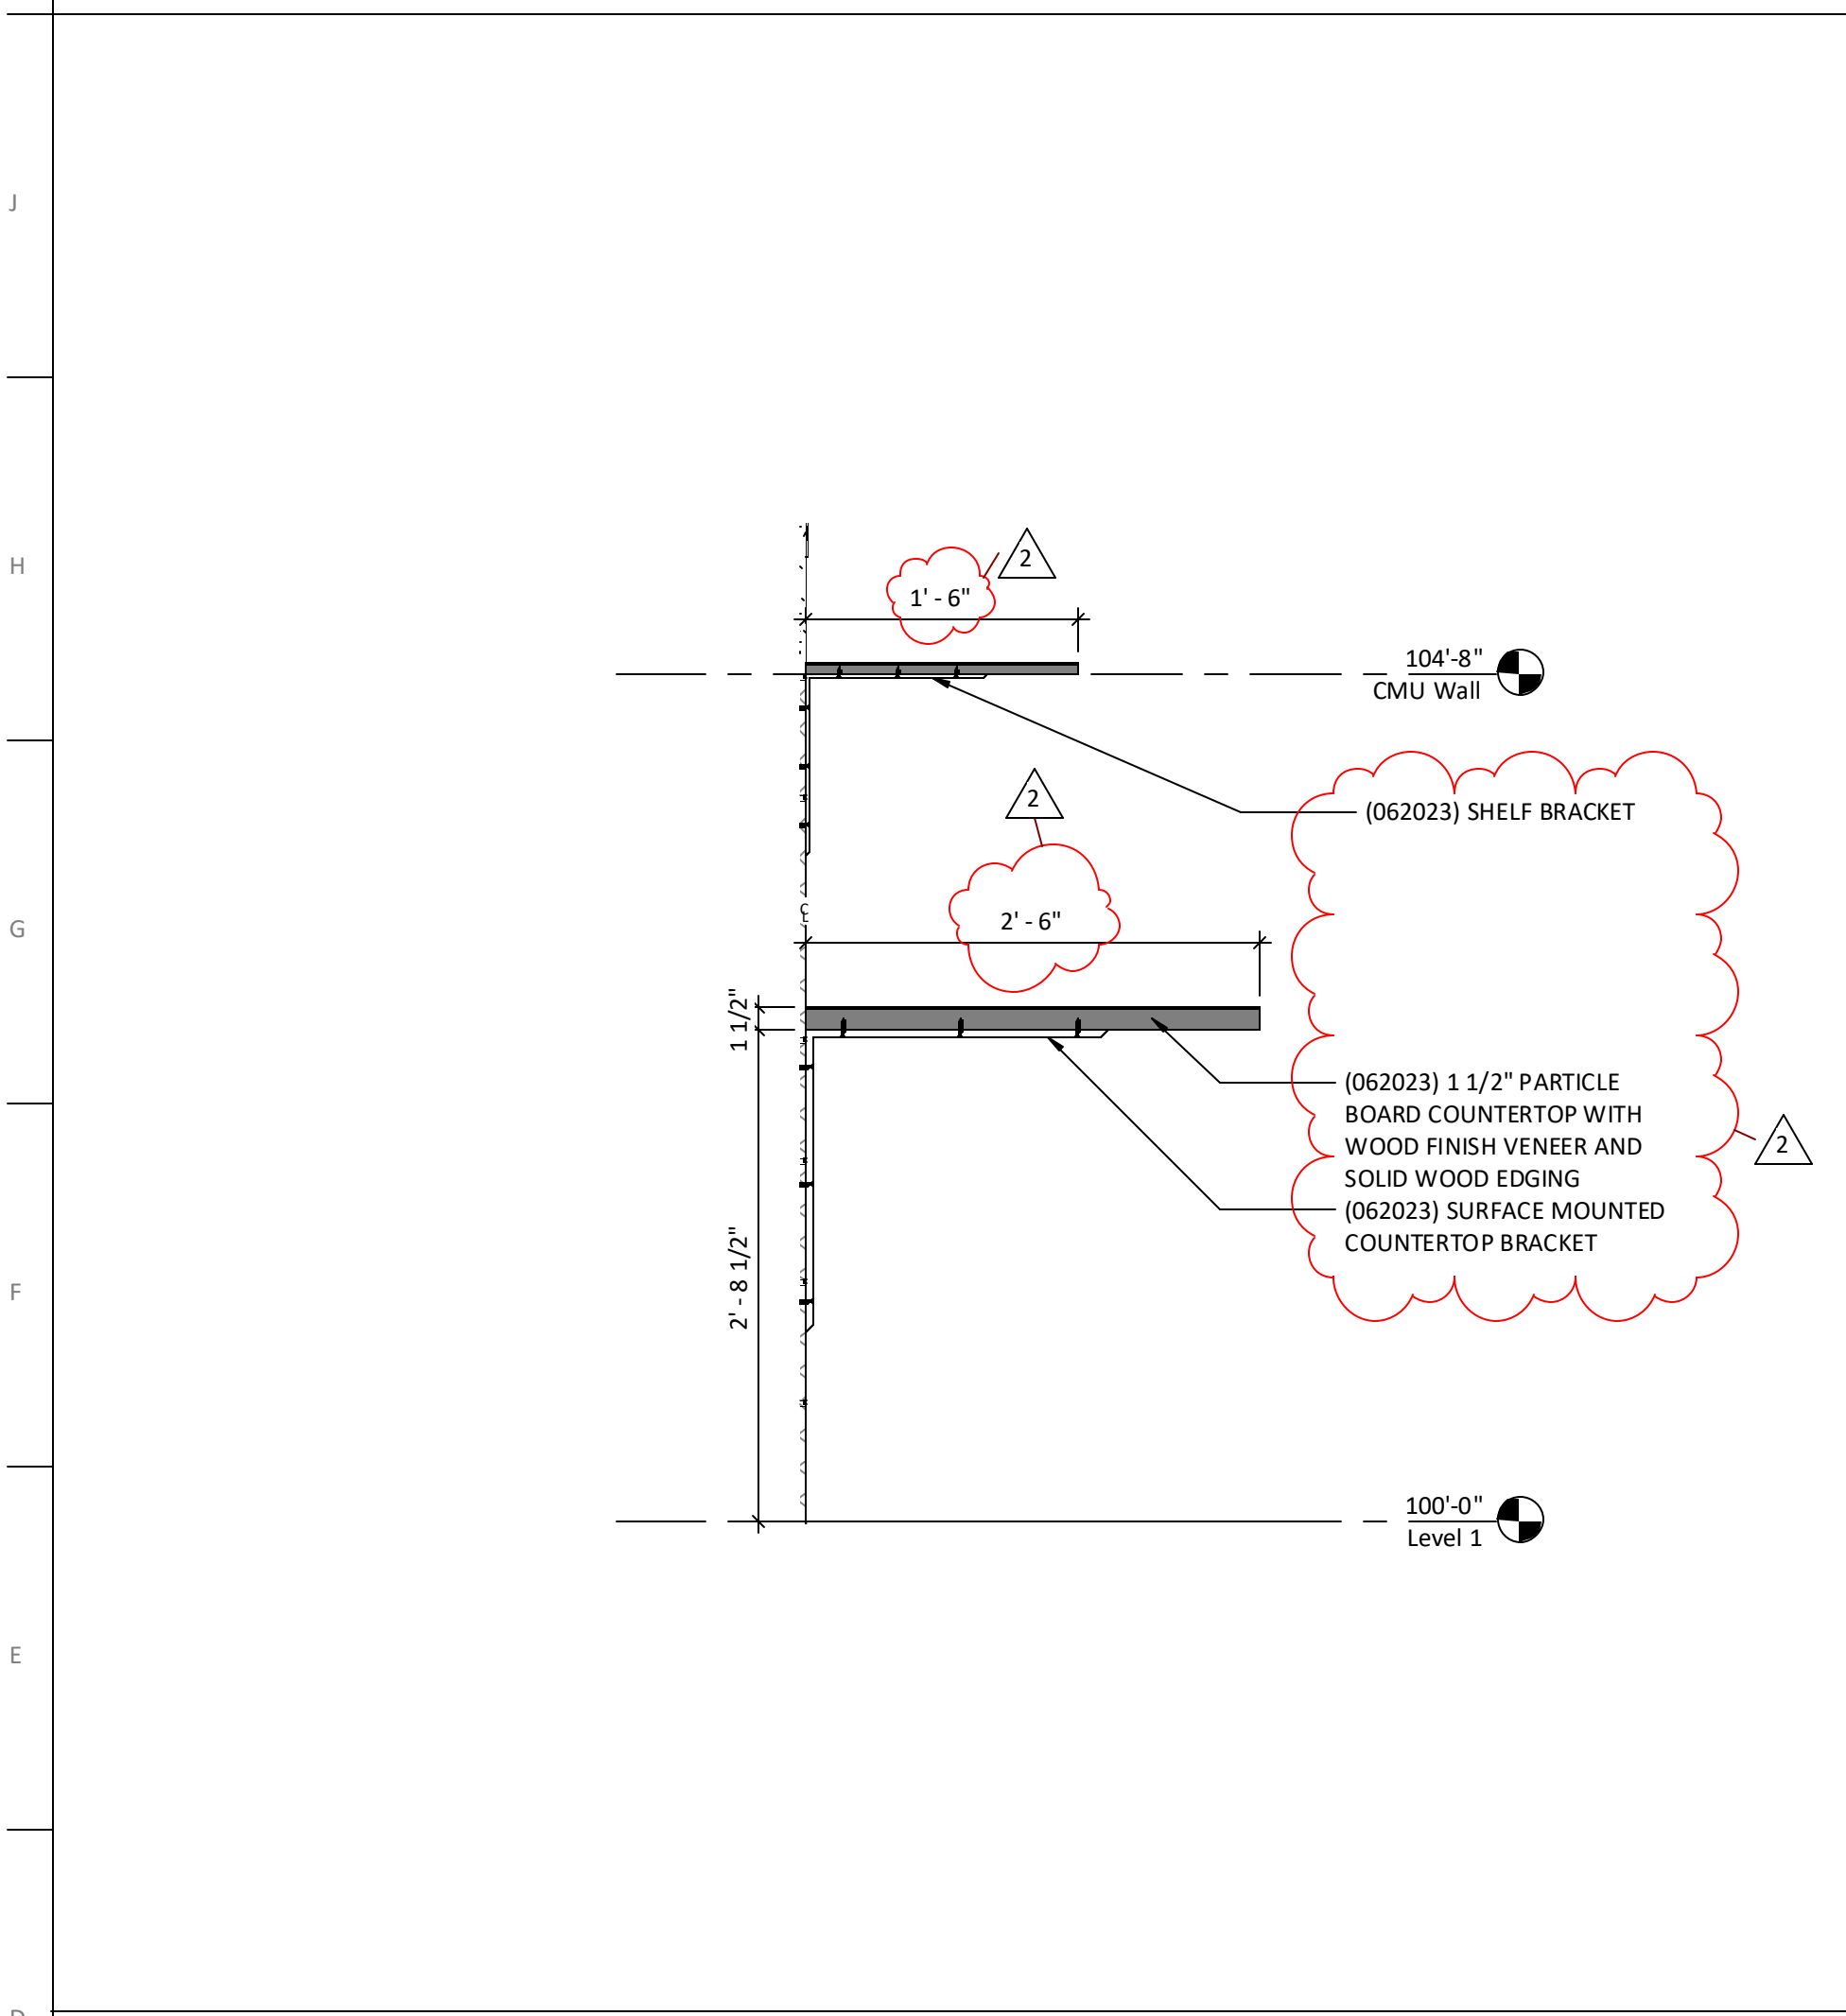 J
H
2
1' - 6"
104'-8"
CMU Wall
2
(062023) SHELF BRACKET
G
CL
2' - 6"
1 1/2"
(062023) 1 1/2" PARTICLE
BOARD COUNTERTOP WITH
WOOD FINISH VENEER AND
SOLID WOOD EDGING
(062023) SURFACE MOUNTED
COUNTERTOP BRACKET
2
2' - 8 1/2"
F
100'-0"
Level 1
E